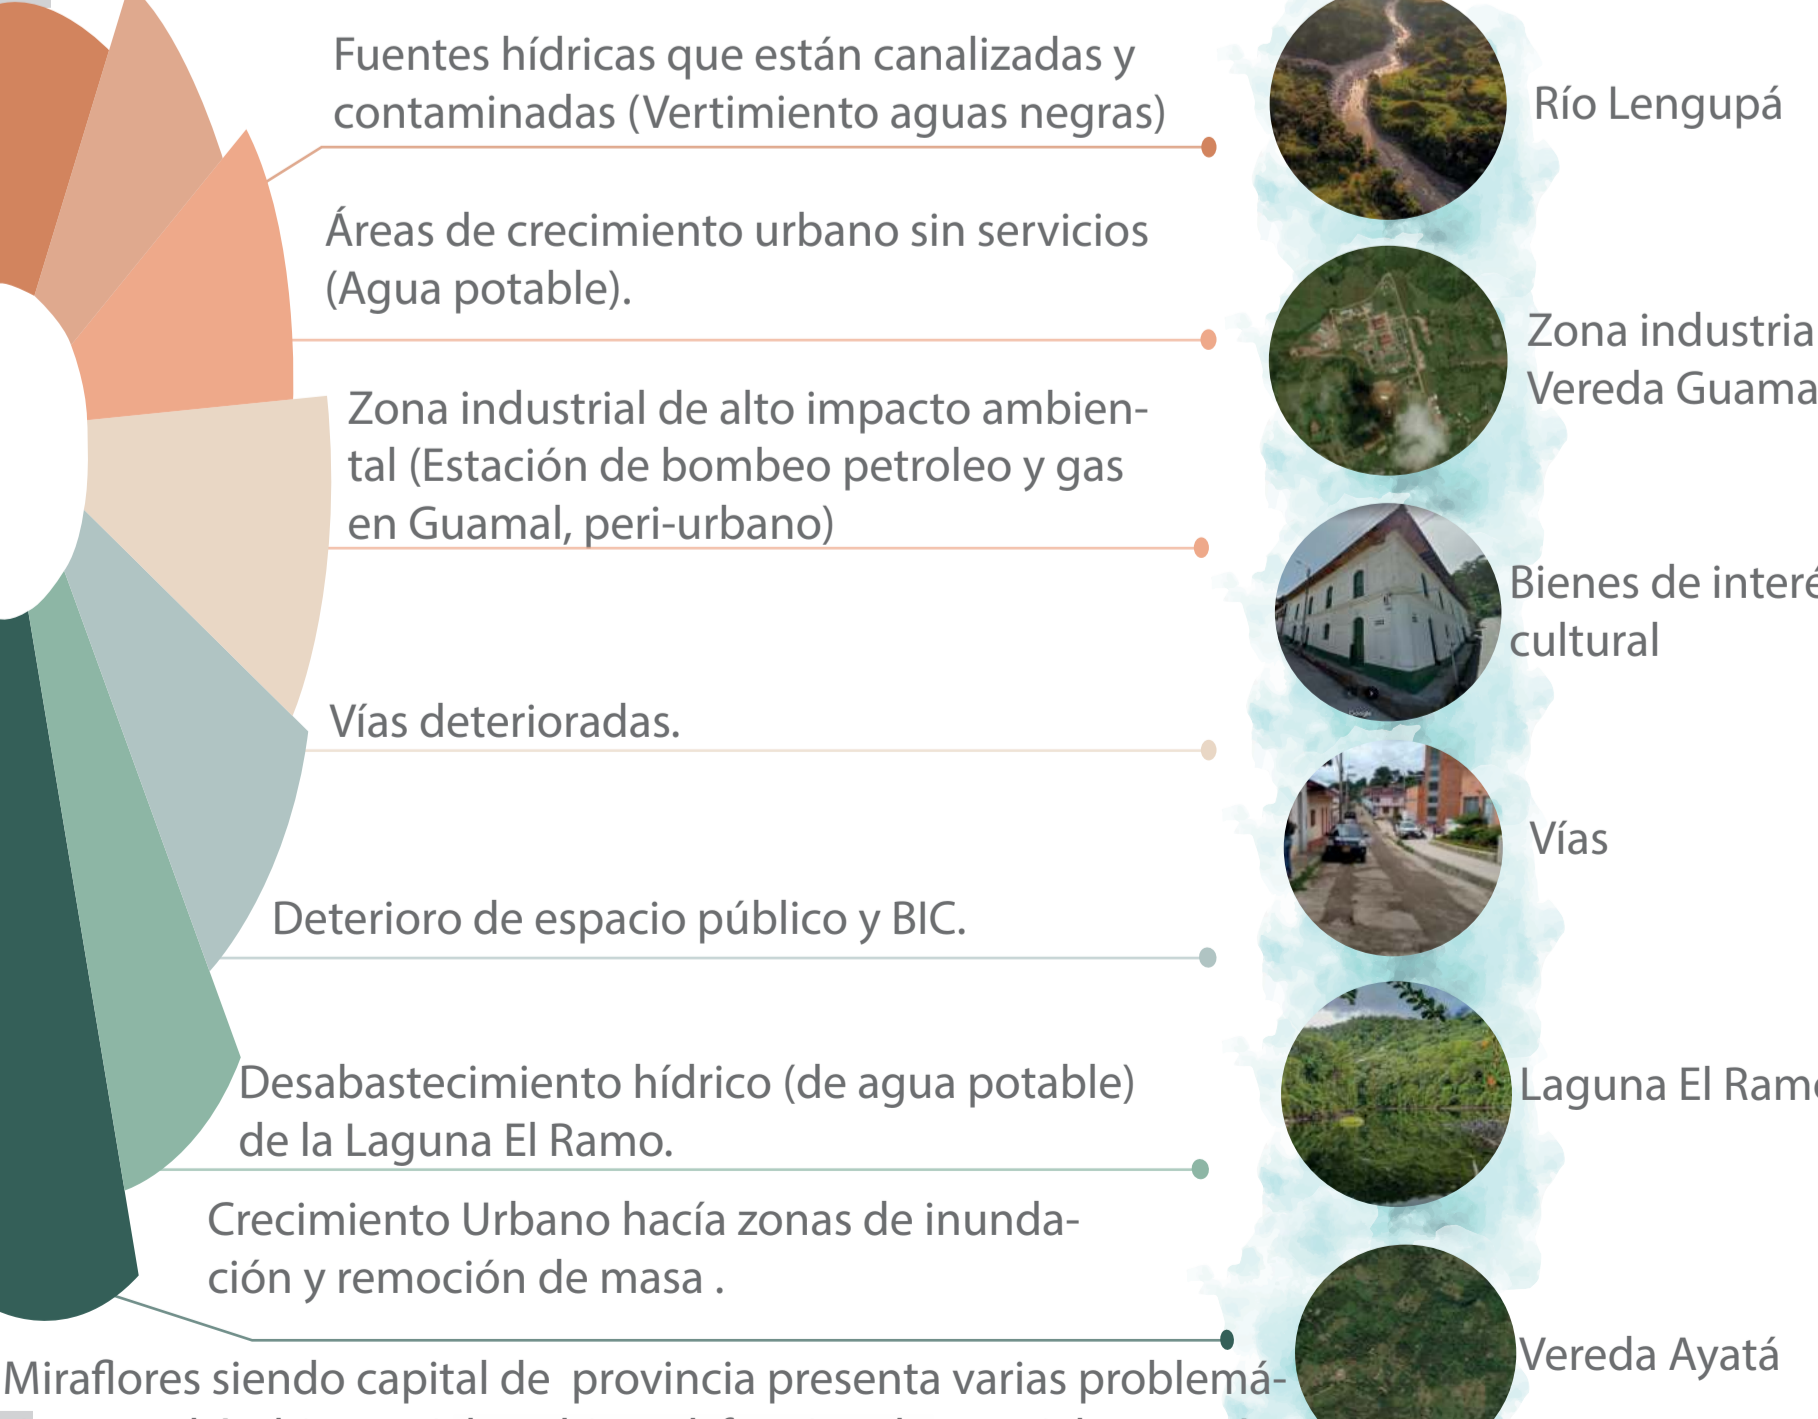 Fuentes hídricas que están canalizadas y
contaminadas (Vertimiento aguas negras)
Áreas de crecimiento urbano sin servicios
(Agua potable).
Zona industrial de alto impacto ambien-
tal (Estación de bombeo petroleo y gas
en Guamal, peri-urbano)
Vías deterioradas.
Deterioro de espacio público y BIC.
Desabastecimiento hídrico (de agua potable)
de la Laguna El Ramo.
Crecimiento Urbano hacía zonas de inunda-
ción y remoción de masa .
Miraflores siendo capital de provincia presenta varias problemá-
Río Lengupá
Zona industria
Vereda Guama
Bienes de interé
cultural
Google
Vías
Laguna El Ramo
Vereda Ayatá